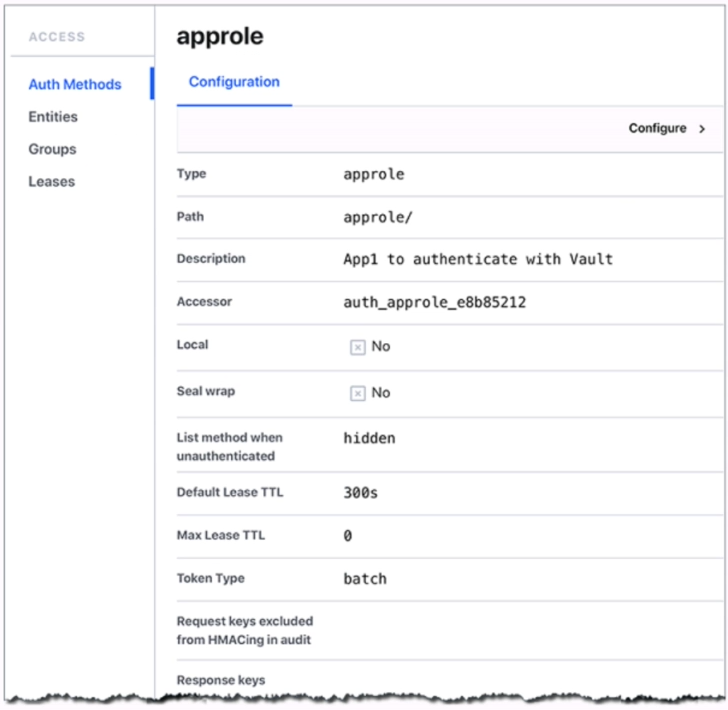 ACCESS
Auth Methods
Entities
Groups
Leases
approle
Configuration
Configure
Type approle
Path approle/
Description App1 to authenticate with Vault
Accessor auth_approle_e8b85212
Local No
Seal wrap No
List method when
unauthenticated hidden
Default Lease TTL 300s
Max Lease TTL 0
Token Type batch
Request keys excluded
from HMACing in audit
Response keys